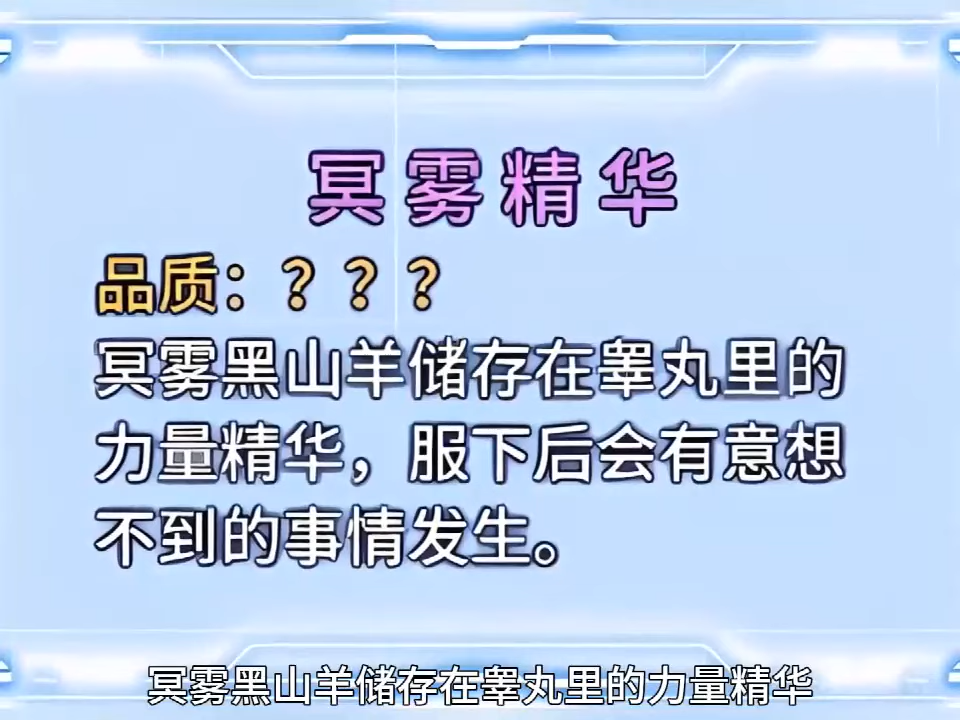 冥雾精华
品质：？？？
冥雾黑山羊储存在睾丸里的
力量精华，服下后会有意想
不到的事情发生。
冥雾黑山羊储存在睾丸里的力量精华